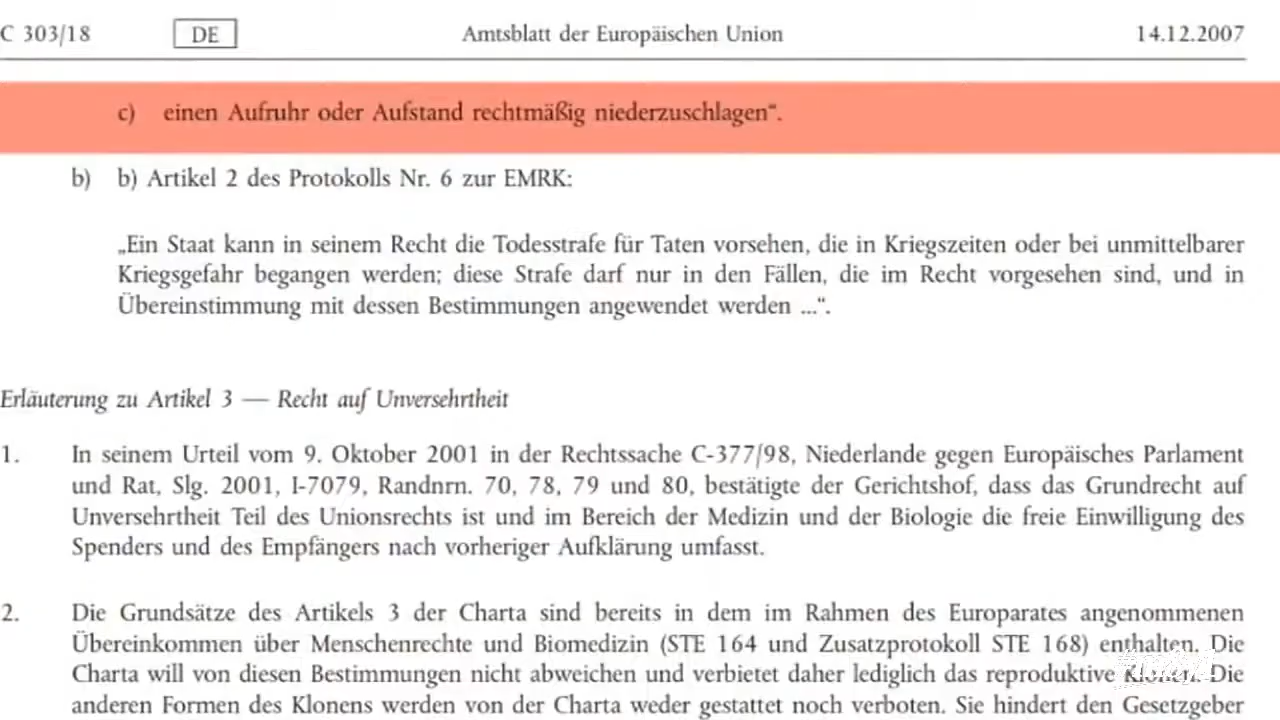 C 303/18 DE Amtsblatt der Europäischen Union 14.12.2007
c) einen Aufruhr oder Aufstand rechtmäßig niederzuschlagen“.
b) b) Artikel 2 des Protokolls Nr. 6 zur EMRK:
„Ein Staat kann in seinem Recht die Todesstrafe für Taten vorsehen, die in Kriegszeiten oder bei unmittelbarer
Kriegsgefahr begangen werden; diese Strafe darf nur in den Fällen, die im Recht vorgesehen sind, und in
Übereinstimmung mit dessen Bestimmungen angewendet werden ...“.
Erläuterung zu Artikel 3 — Recht auf Unversehrtheit
1. In seinem Urteil vom 9. Oktober 2001 in der Rechtssache C-377/98, Niederlande gegen Europäisches Parlament
und Rat, Slg. 2001, I-7079, Randnrn. 70, 78, 79 und 80, bestätigte der Gerichtshof, dass das Grundrecht auf
Unversehrtheit Teil des Unionsrechts ist und im Bereich der Medizin und der Biologie die freie Einwilligung des
Spenders und des Empfängers nach vorheriger Aufklärung umfasst.
2. Die Grundsätze des Artikels 3 der Charta sind bereits in dem im Rahmen des Europarates angenommenen
Übereinkommen über Menschenrechte und Biomedizin (STE 164 und Zusatzprotokoll STE 168) enthalten. Die
Charta will von diesen Bestimmungen nicht abweichen und verbietet daher lediglich das reproduktive Klonen. Die
anderen Formen des Klonens werden von der Charta weder gestattet noch verboten. Sie hindert den Gesetzgeber